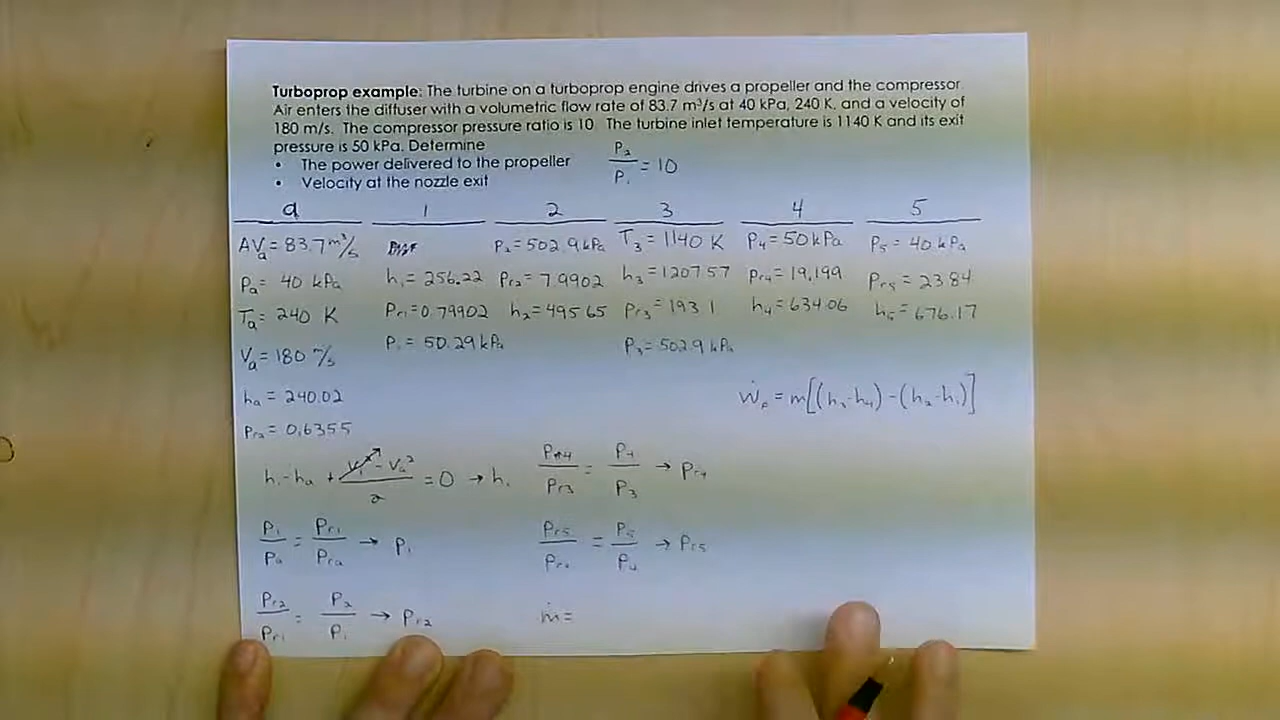 Turboprop example: The turbine on a turboprop engine drives a propeller and the compressor.
Air enters the diffuser with a volumetric flow rate of 83.7 m³/s at 40 kPa, 240 K, and a velocity of
180 m/s. The compressor pressure ratio is 10. The turbine inlet temperature is 1140 K and its exit
pressure is 50 kPa. Determine
• The power delivered to the propeller
• Velocity at the nozzle exit
P₂/P₁ = 10
a 1 2 3 4 5
AVₐ = 83.7 m³/s P₂ = 502.9 kPa T₃ = 1140 K P₄ = 50 kPa P₅ = 40 kPa
Pₐ = 40 kPa h₁ = 256.22 Pr₂ = 7.9902 h₃ = 1207.57 Pr₄ = 19.199 Pr₅ = 23.84
Tₐ = 240 K Pr₁ = 0.79902 h₂ = 495.65 Pr₃ = 193.1 h₄ = 634.06 h₅ = 676.17
Vₐ = 180 m/s P₁ = 50.29 kPa P₃ = 502.9 kPa
hₐ = 240.02 Ẇₚ = ṁ[(h₃-h₄) - (h₂-h₁)]
Prₐ = 0.6355
h₁ - hₐ + (V₁² - Vₐ²)/2 = 0 → h₁ Pr₄/Pr₃ = P₄/P₃ → Pr₄
P₁/Pₐ = Pr₁/Prₐ → P₁ Pr₅/Pr₄ = P₅/P₄ → Pr₅
Pr₂/Pr₁ = P₂/P₁ → Pr₂ ṁ =